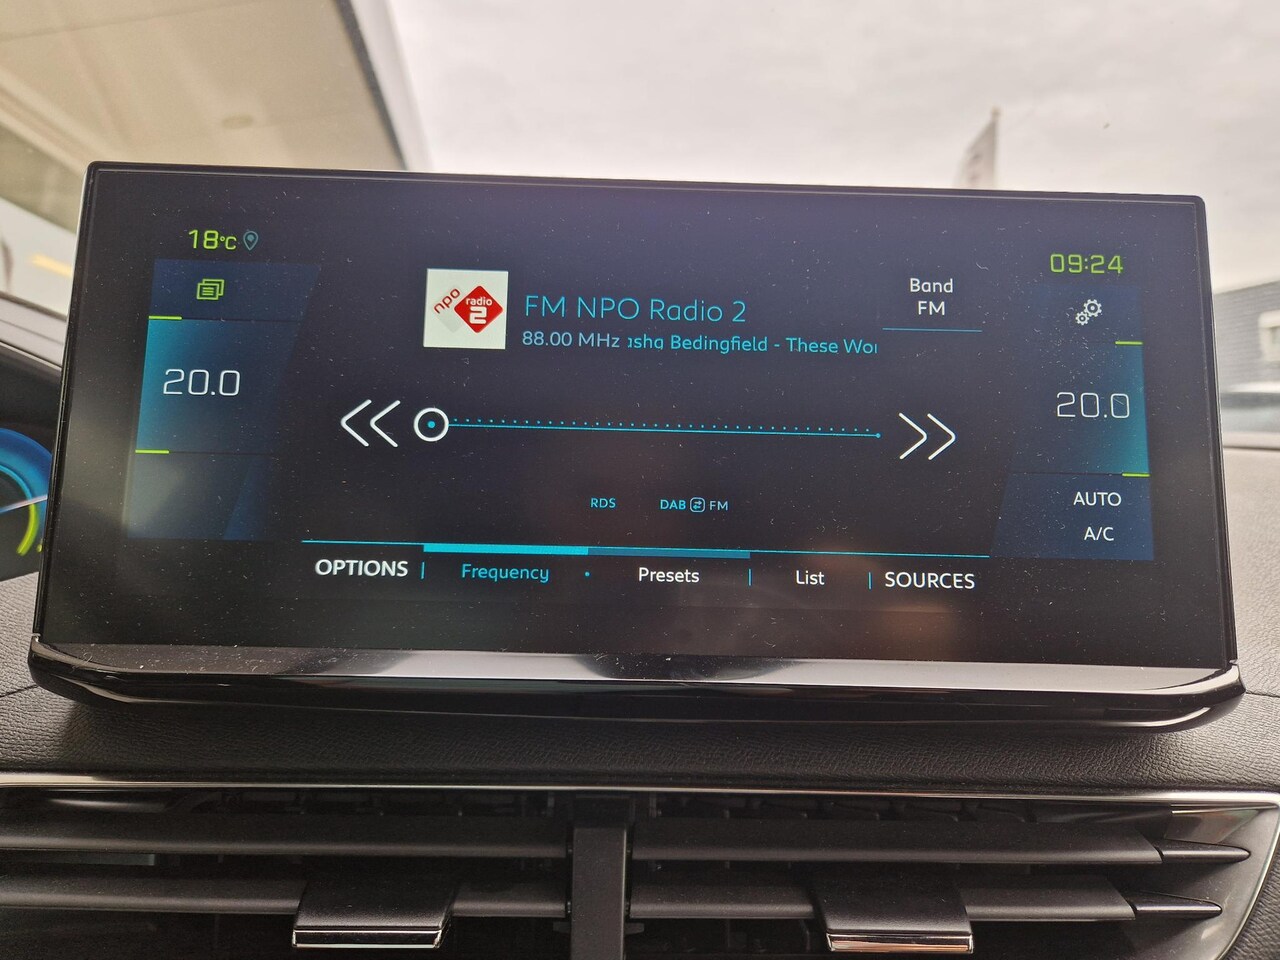 18°C
09:24
npo
radio
2
FM NPO Radio 2
88.00 MHz Bedingfield - These
Band
FM
20.0
20.0
RDS
DAB FM
AUTO
A/C
OPTIONS
Frequency
Presets
List
SOURCES